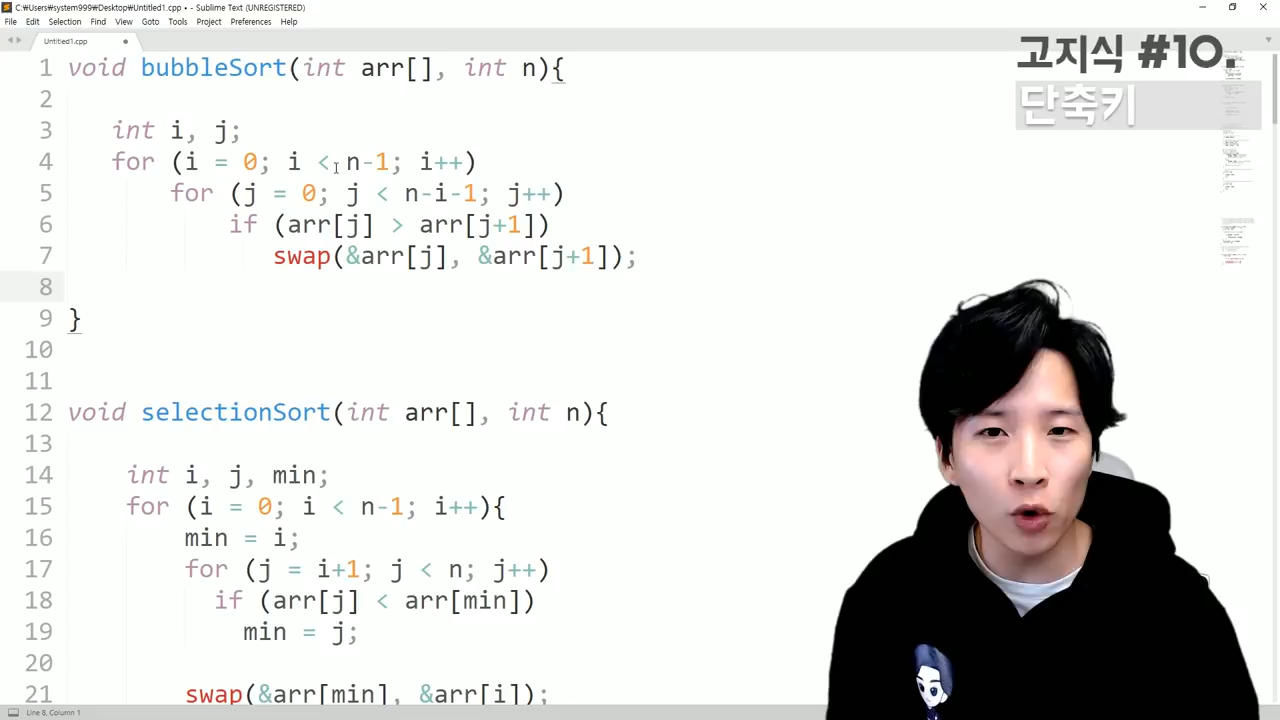 C:₩Users₩system999₩Desktop₩Untitled1.cpp • - Sublime Text (UNREGISTERED)
File Edit Selection Find View Goto Tools Project Preferences Help
Untitled1.cpp
고지식 #10.
단축키
1 void bubbleSort(int arr[], int n){
2
3 int i, j;
4 for (i = 0; i < n-1; i++)
5 for (j = 0; j < n-i-1; j++)
6 if (arr[j] > arr[j+1])
7 swap(&arr[j], &arr[j+1]);
8
9 }
10
11
12 void selectionSort(int arr[], int n){
13
14 int i, j, min;
15 for (i = 0; i < n-1; i++){
16 min = i;
17 for (j = i+1; j < n; j++)
18 if (arr[j] < arr[min])
19 min = j;
20
21 swap(&arr[min], &arr[i]);
Line 8, Column 1